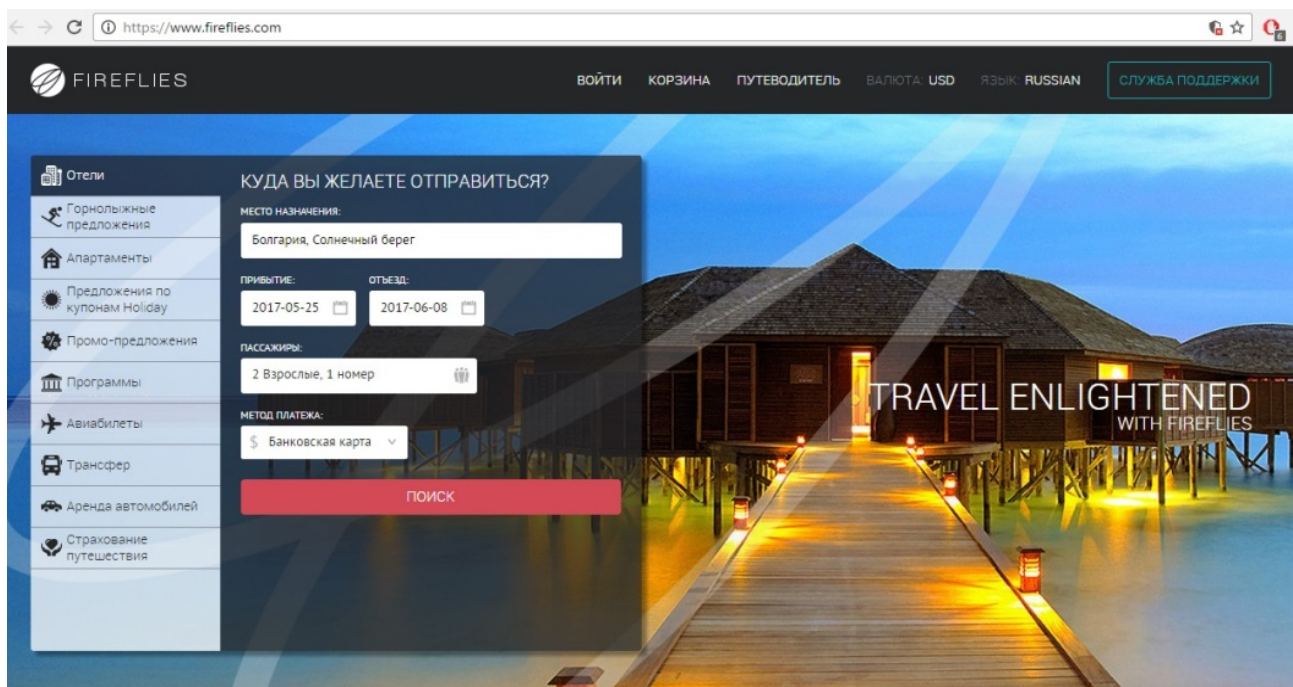 https://www.fireflies.com
6
FIREFLIES
ВОЙТИ КОРЗИНА ПУТЕВОДИТЕЛЬ ВАЛЮТА: USD ЯЗЫК: RUSSIAN СЛУЖБА ПОДДЕРЖКИ
Отели
Горнолыжные
предложения
Апартаменты
Предложения по
купонам Holiday
Промо-предложения
Программы
Авиабилеты
Трансфер
Аренда автомобилей
Страхование
путешествия
КУДА ВЫ ЖЕЛАЕТЕ ОТПРАВИТЬСЯ?
МЕСТО НАЗНАЧЕНИЯ:
Болгария, Солнечный берег
ПРИБЫТИЕ: ОТЪЕЗД:
2017-05-25 2017-06-08
ПАССАЖИРЫ:
2 Взрослые, 1 номер
МЕТОД ПЛАТЕЖА:
$ Банковская карта
ПОИСК
TRAVEL ENLIGHTENED
WITH FIREFLIES